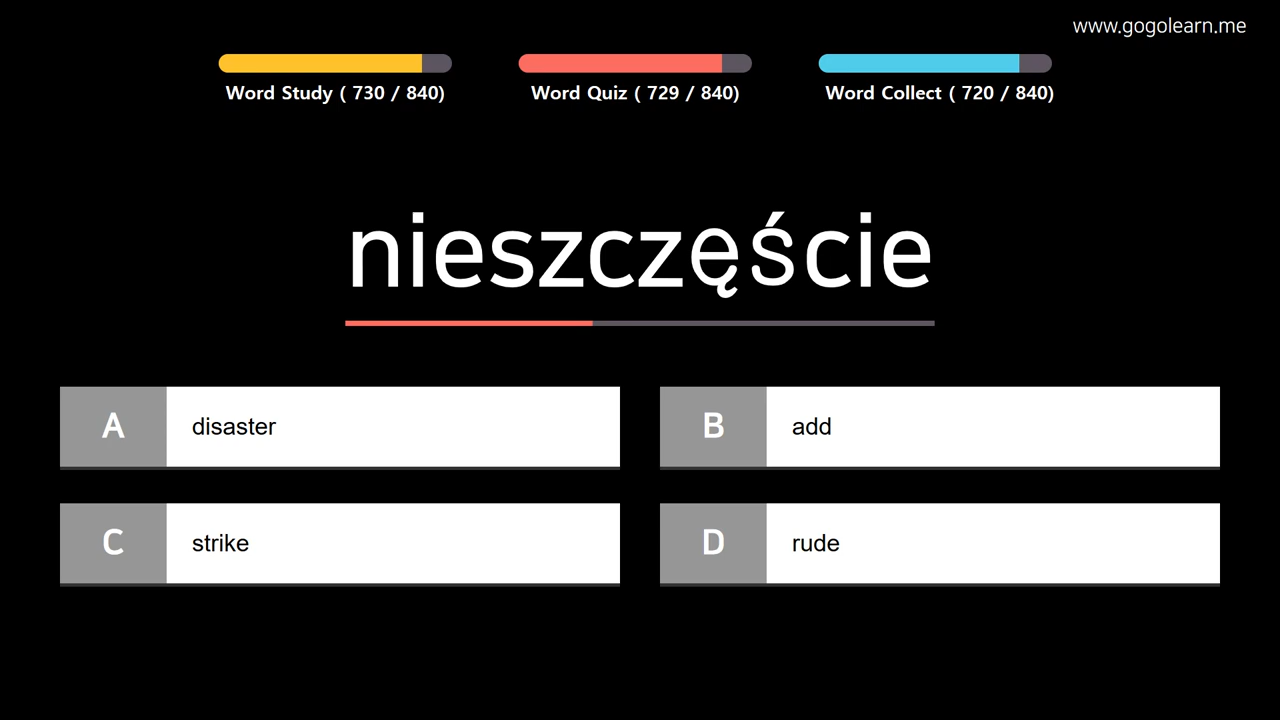 www.gogolearn.me
Word Study ( 730 / 840)
Word Quiz ( 729 / 840)
Word Collect ( 720 / 840)
nieszczęście
A disaster
B add
C strike
D rude